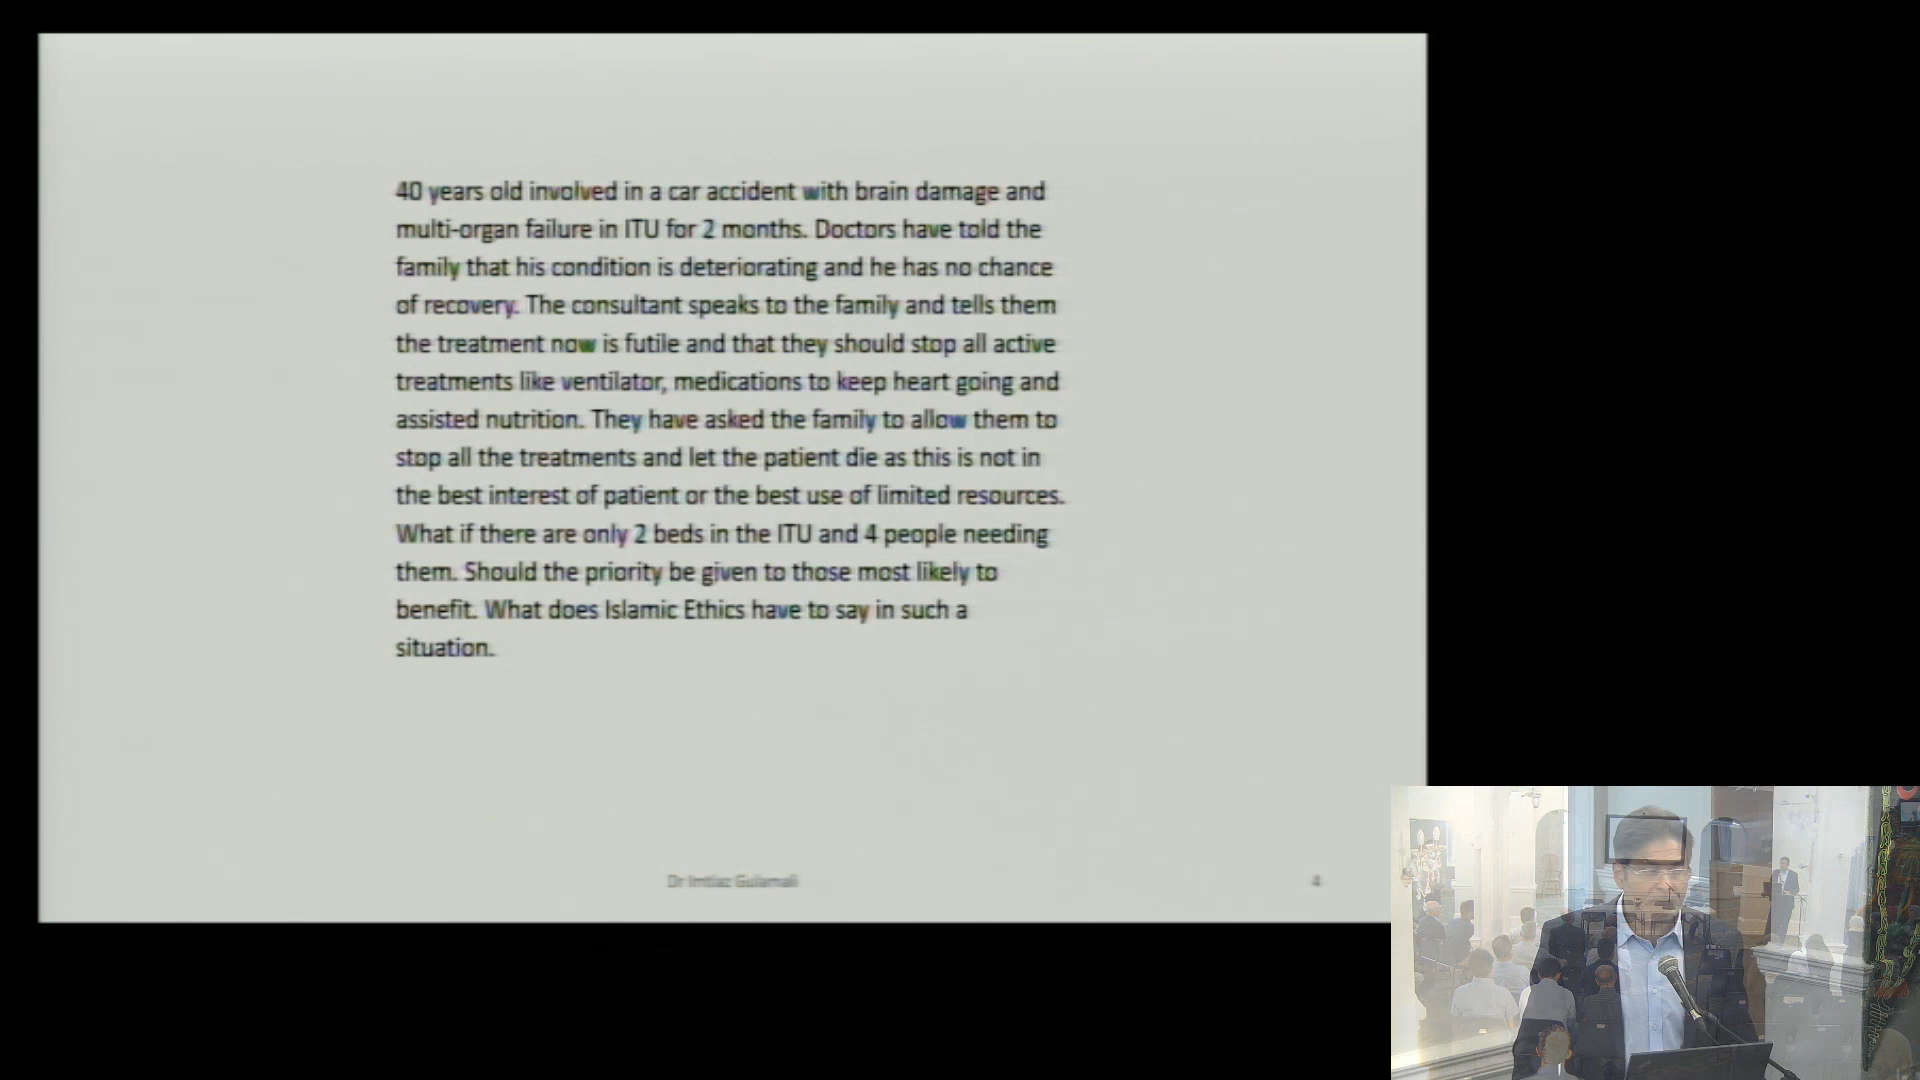 40 years old involved in a car accident with brain damage and
multi-organ failure in ITU for 2 months. Doctors have told the
family that his condition is deteriorating and he has no chance
of recovery. The consultant speaks to the family and tells them
the treatment now is futile and that they should stop all active
treatments like ventilator, medications to keep heart going and
assisted nutrition. They have asked the family to allow them to
stop all the treatments and let the patient die as this is not in
the best interest of patient or the best use of limited resources.
What if there are only 2 beds in the ITU and 4 people needing
them. Should the priority be given to those most likely to
benefit. What does Islamic Ethics have to say in such a
situation.
Dr Imtiaz Gulamali
4